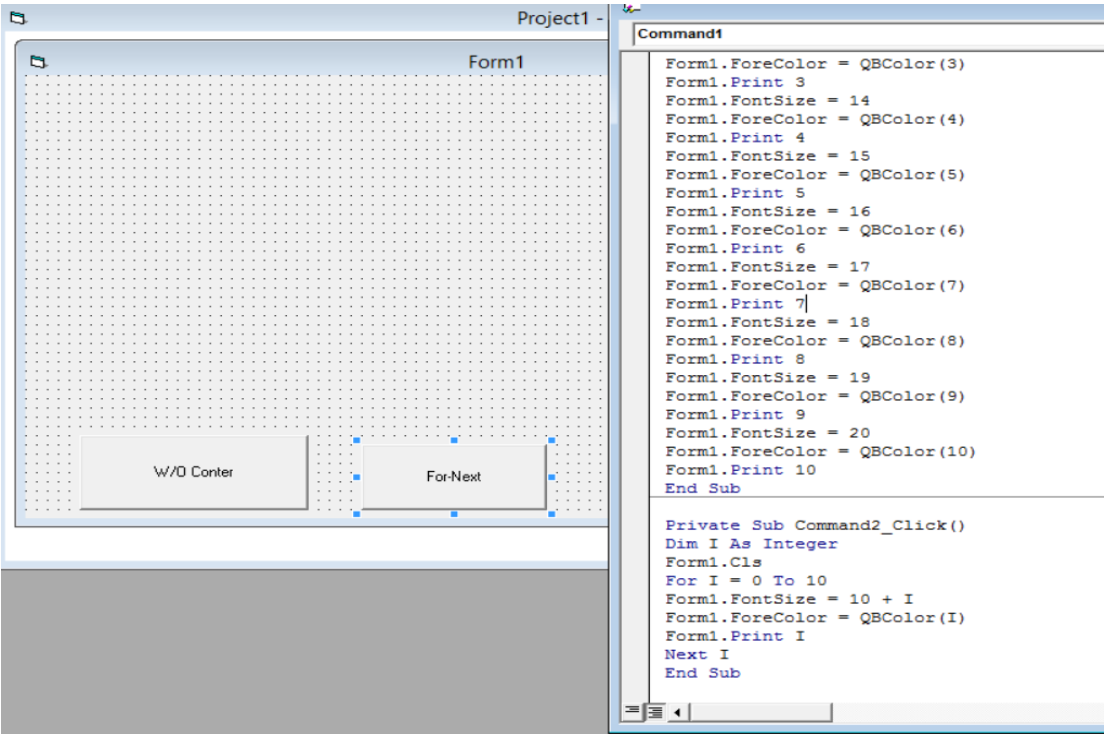 Project1 -
Form1
W/O Conter
For-Next
Command1
Form1.ForeColor = QBColor(3)
Form1.Print 3
Form1.FontSize = 14
Form1.ForeColor = QBColor(4)
Form1.Print 4
Form1.FontSize = 15
Form1.ForeColor = QBColor(5)
Form1.Print 5
Form1.FontSize = 16
Form1.ForeColor = QBColor(6)
Form1.Print 6
Form1.FontSize = 17
Form1.ForeColor = QBColor(7)
Form1.Print 7
Form1.FontSize = 18
Form1.ForeColor = QBColor(8)
Form1.Print 8
Form1.FontSize = 19
Form1.ForeColor = QBColor(9)
Form1.Print 9
Form1.FontSize = 20
Form1.ForeColor = QBColor(10)
Form1.Print 10
End Sub
Private Sub Command2_Click()
Dim I As Integer
Form1.Cls
For I = 0 To 10
Form1.FontSize = 10 + I
Form1.ForeColor = QBColor(I)
Form1.Print I
Next I
End Sub